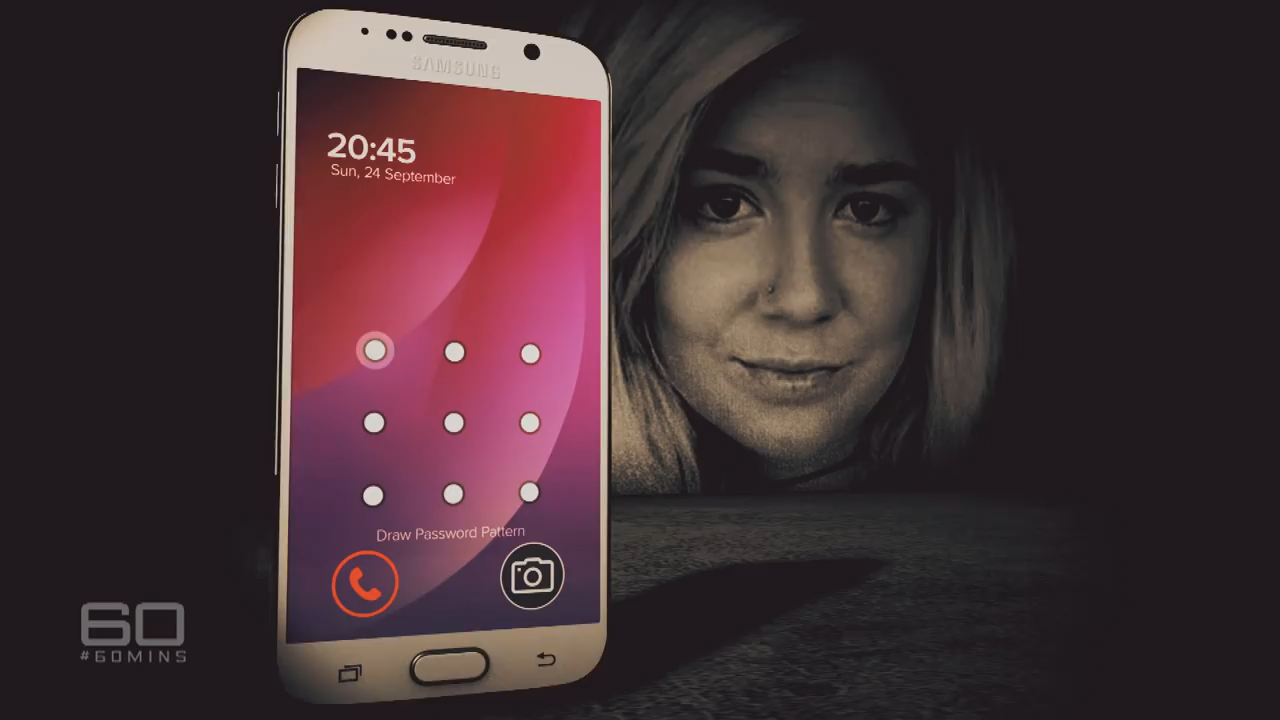 SAMSUNG
20:45
Sun, 24 September
Draw Password Pattern
60
#60MINS